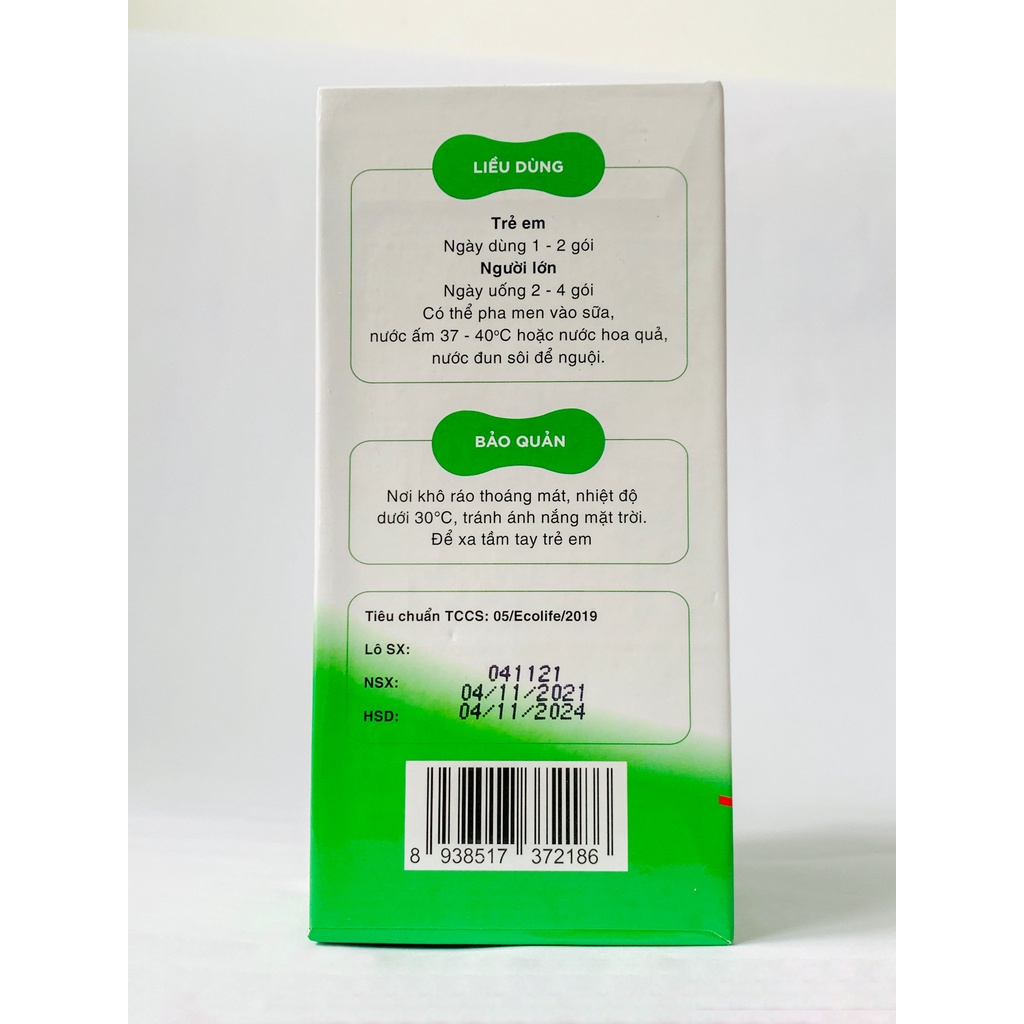 LIỀU DÙNG
Trẻ em
Ngày dùng 1 - 2 gói
Người lớn
Ngày uống 2 - 4 gói
Có thể pha men vào sữa,
nước ấm 37 - 40ºC hoặc nước hoa quả,
nước đun sôi để nguội.
BẢO QUẢN
Nơi khô ráo thoáng mát, nhiệt độ
dưới 30°C, tránh ánh nắng mặt trời.
Để xa tầm tay trẻ em
Tiêu chuẩn TCCS: 05/Ecolife/2019
Lô SX: 041121
NSX: 04/11/2021
HSD: 04/11/2024
8 938517 372186